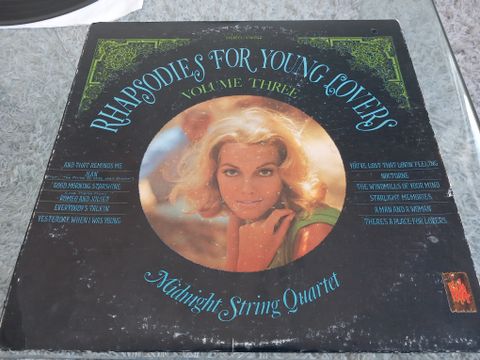 RHAPSODIES FOR YOUNG LOVERS
VOLUME THREE
AND THAT REMINDS ME
JEAN
GOOD MORNING STARSHINE
ROMEO AND JULIET
EVERYBODY'S TALKIN'
YESTERDAY WHEN I WAS YOUNG
YOU'VE LOST THAT LOVIN' FEELING
NOCTURNE
THE WINDMILLS OF YOUR MIND
STARLIGHT MEMORIES
A MAN AND A WOMAN
THERE'S A PLACE FOR LOVERS
Midnight String Quartet